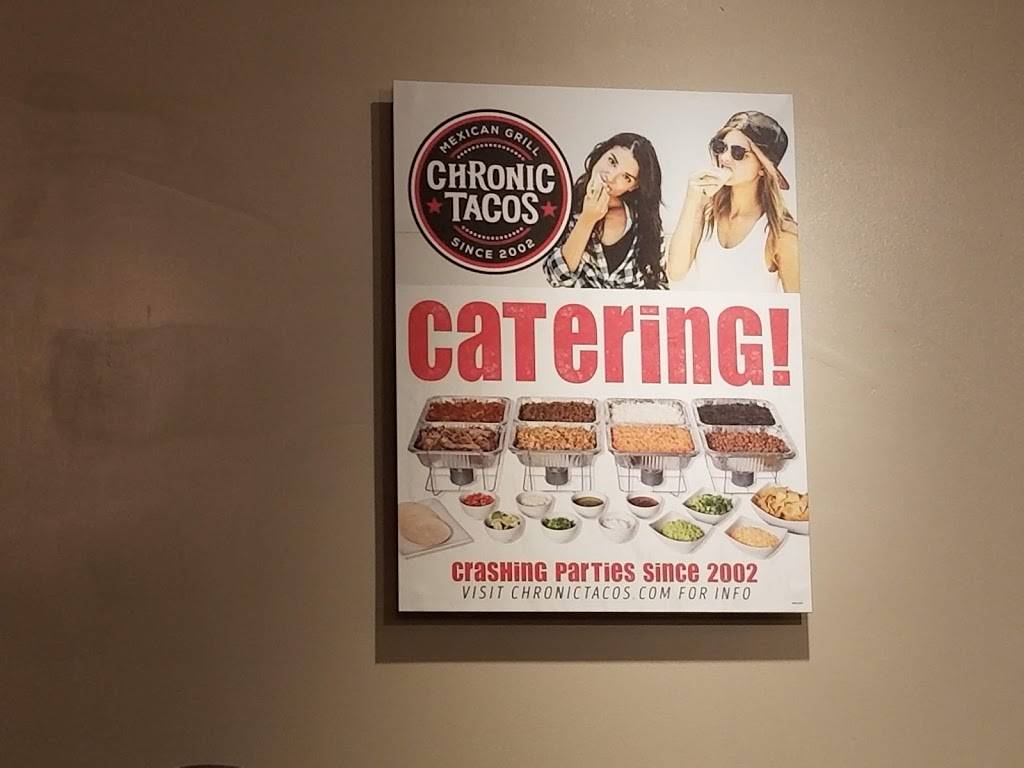 MEXICAN GRILL
CHRONIC
TACOS
SINCE 2002
CaTerinG!
crasHinG parTies since 2002
VISIT CHRONICTACOS.COM FOR INFO